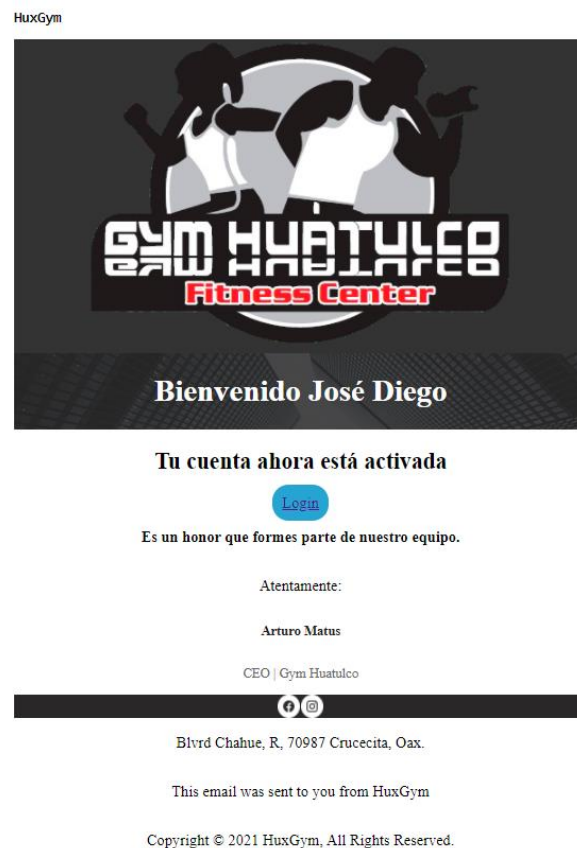 HuxGym
GYM HUATULCO
Fitness Center
Bienvenido José Diego
Tu cuenta ahora está activada
Login
Es un honor que formes parte de nuestro equipo.
Atentamente:
Arturo Matus
CEO | Gym Huatulco
Blvrd Chahue, R, 70987 Crucecita, Oax.
This email was sent to you from HuxGym
Copyright © 2021 HuxGym, All Rights Reserved.